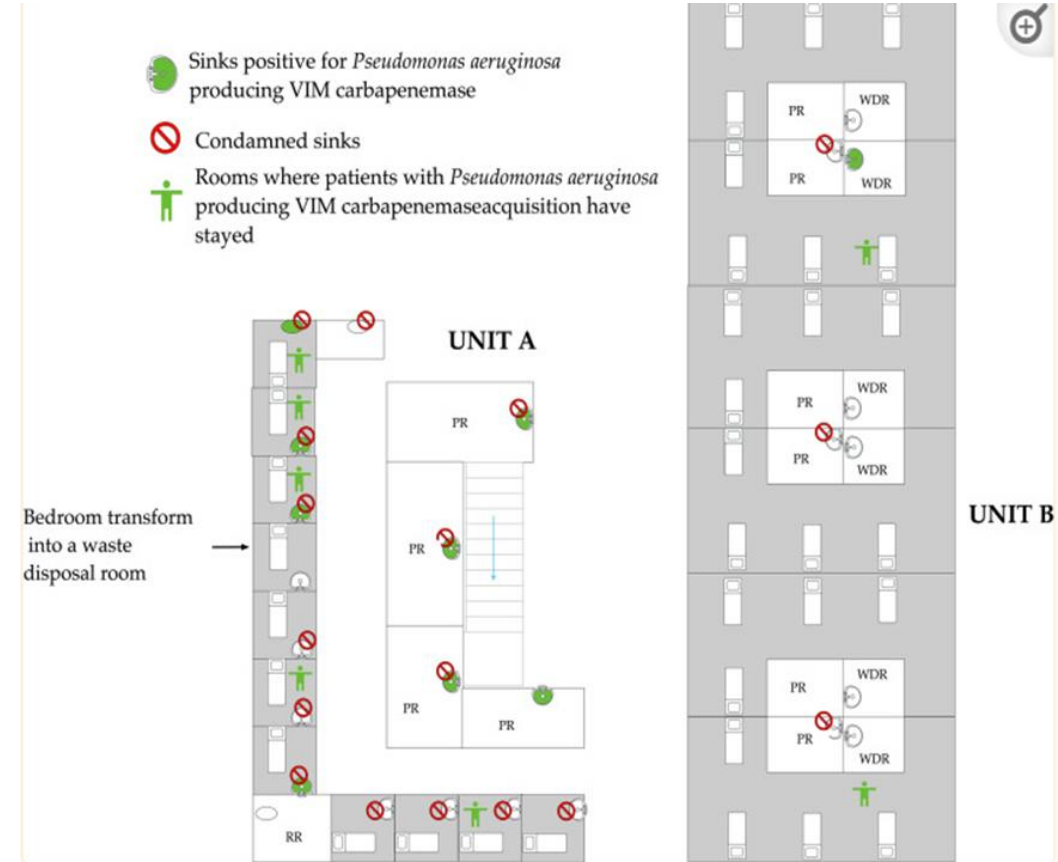 Sinks positive for Pseudomonas aeruginosa
producing VIM carbapenemase
Condamned sinks
Rooms where patients with Pseudomonas aeruginosa
producing VIM carbapenemaseacquisition have
stayed
UNIT A
Bedroom transform
into a waste
disposal room
PR
PR
PR
PR
RR
PR
WDR
PR
WDR
PR
WDR
PR
WDR
UNIT B
PR
WDR
PR
WDR